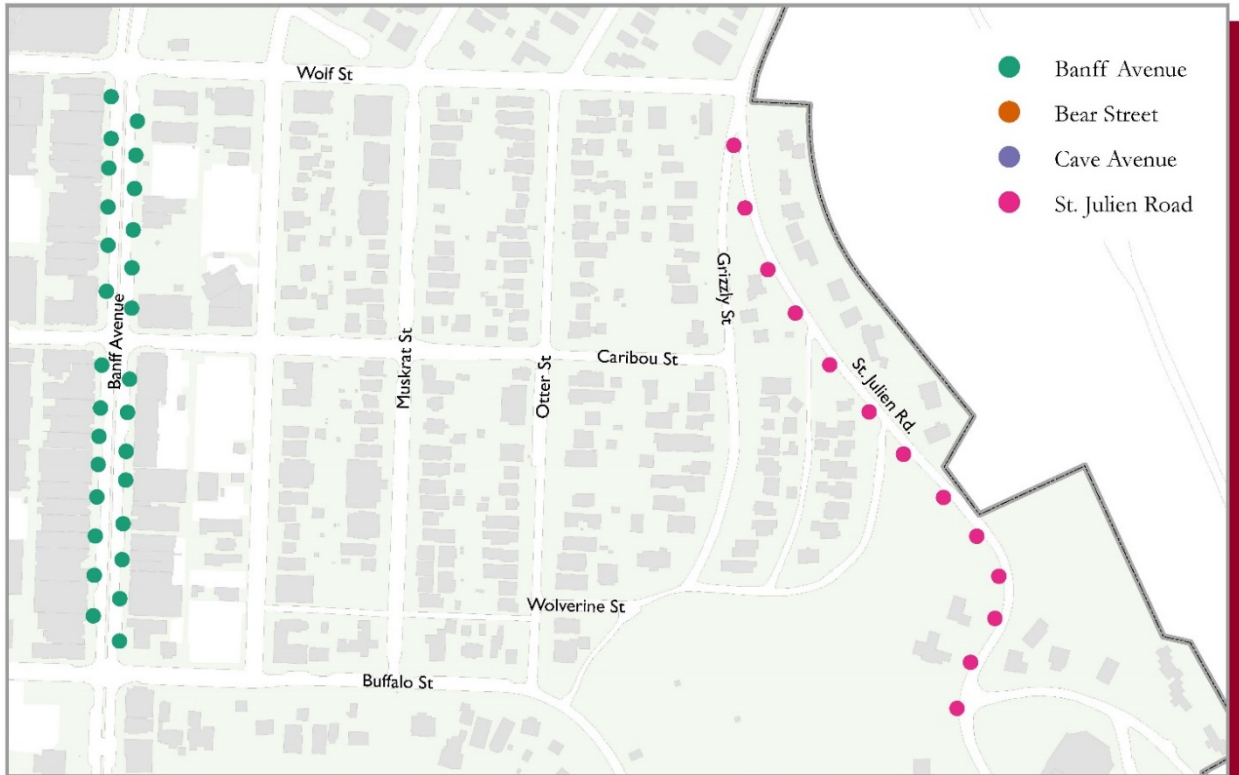 Wolf St
Banff Avenue
Bear Street
Cave Avenue
St. Julien Road
Grizzly St
Banff Avenue
Muskrat St
Otter St
Caribou St
St. Julien Rd.
Wolverine St
Buffalo St